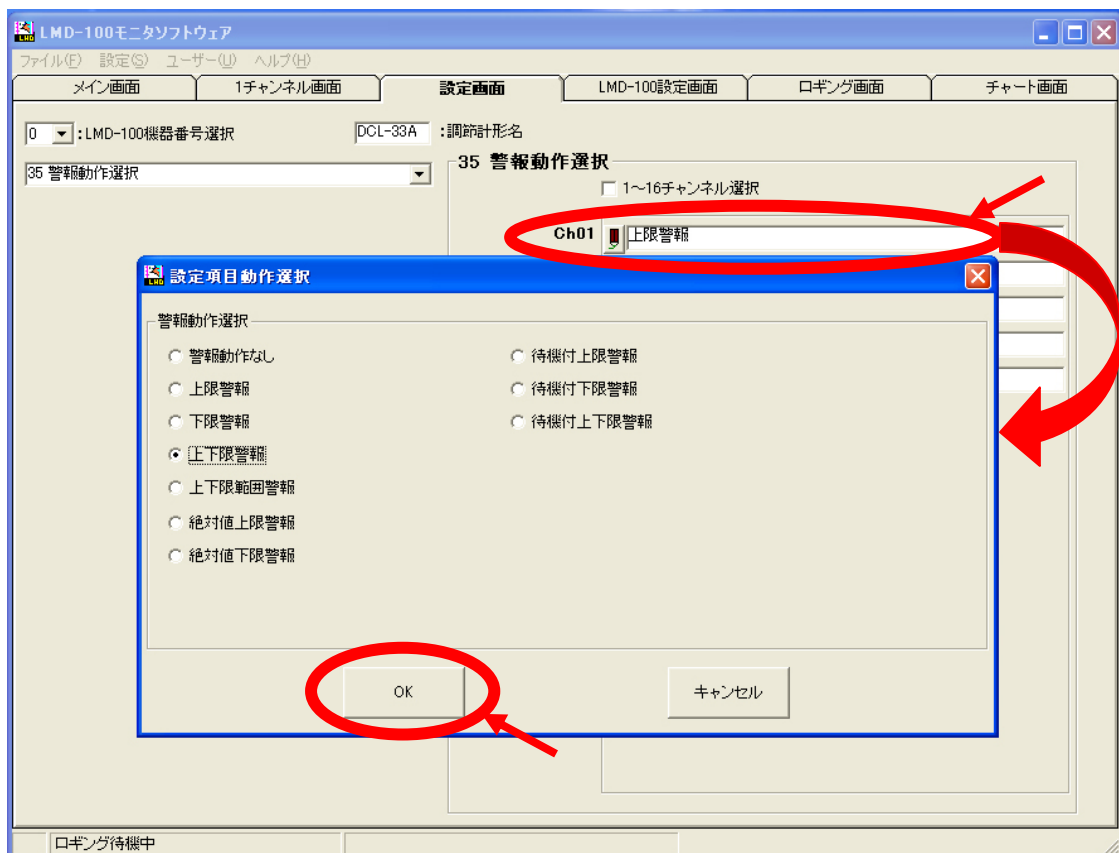 LMD-100モニタソフトウェア
ファイル(F) 設定(S) ユーザー(U) ヘルプ(H)
メイン画面 1チャンネル画面 設定画面 LMD-100設定画面 ロギング画面 チャート画面
0 :LMD-100機器番号選択 DCL-33A :調節計形名
35 警報動作選択
35 警報動作選択
1～16チャンネル選択
Ch01 上限警報
設定項目動作選択
警報動作選択
警報動作なし
上限警報
下限警報
上下限警報
上下限範囲警報
絶対値上限警報
絶対値下限警報
待機付上限警報
待機付下限警報
待機付上下限警報
OK キャンセル
ロギング待機中